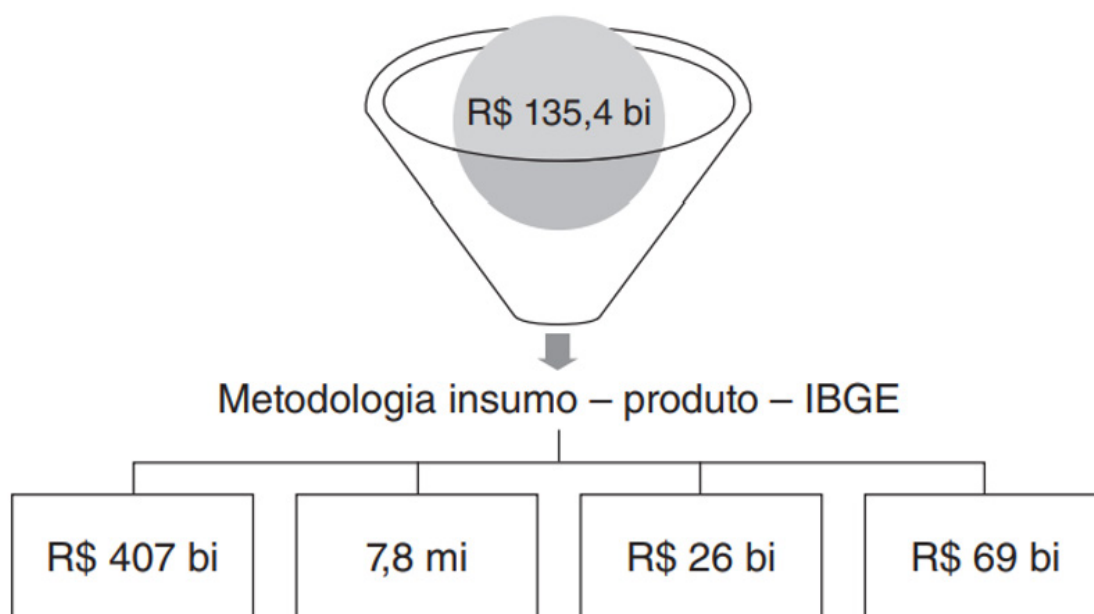 R$ 135,4 bi
Metodologia insumo – produto – IBGE
R$ 407 bi
7,8 mi
R$ 26 bi
R$ 69 bi